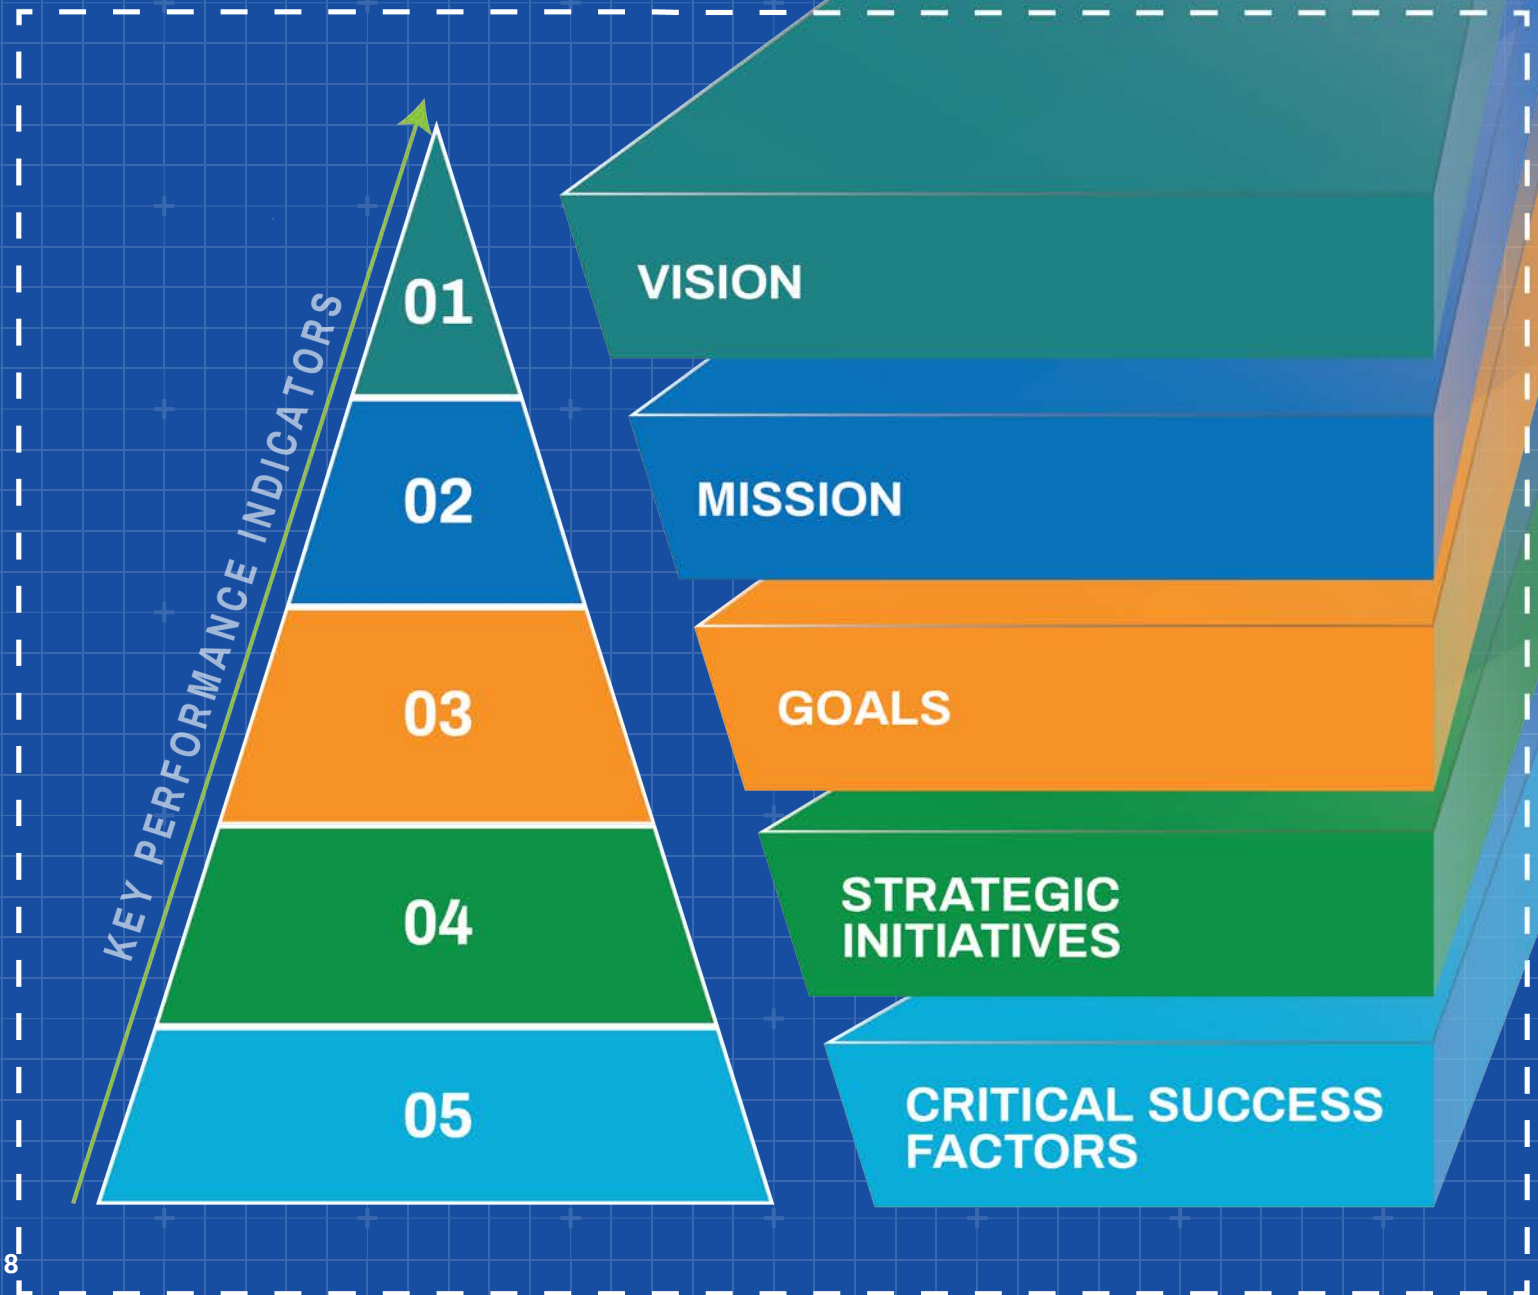 KEY PERFORMANCE INDICATORS
01
VISION
02
MISSION
03
GOALS
04
STRATEGIC
INITIATIVES
05
CRITICAL SUCCESS
FACTORS
8